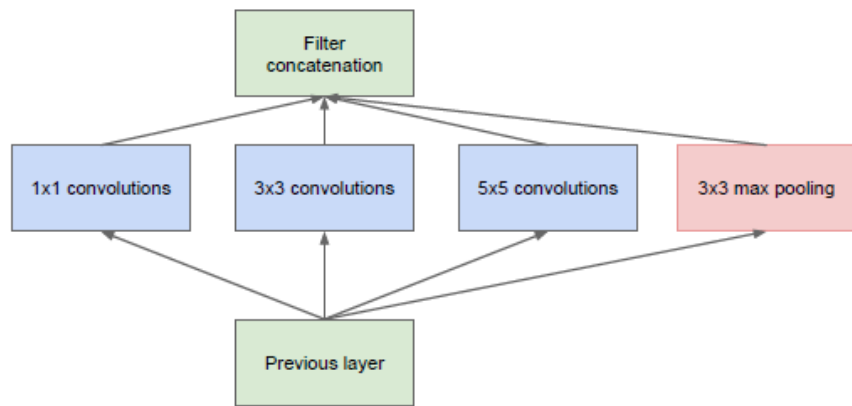 Filter
concatenation
1x1 convolutions
3x3 convolutions
5x5 convolutions
3x3 max pooling
Previous layer